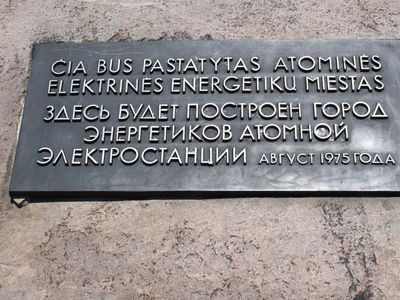 ČIA BUS PASTATYTAS ATOMINĖS
ELEKTRINĖS ENERGETIKŲ MIESTAS
ЗДЕСЬ БУДЕТ ПОСТРОЕН ГОРОД
ЭНЕРГЕТИКОВ АТОМНОЙ
ЭЛЕКТРОСТАНЦИИ АВГУСТ 1975 ГОДА